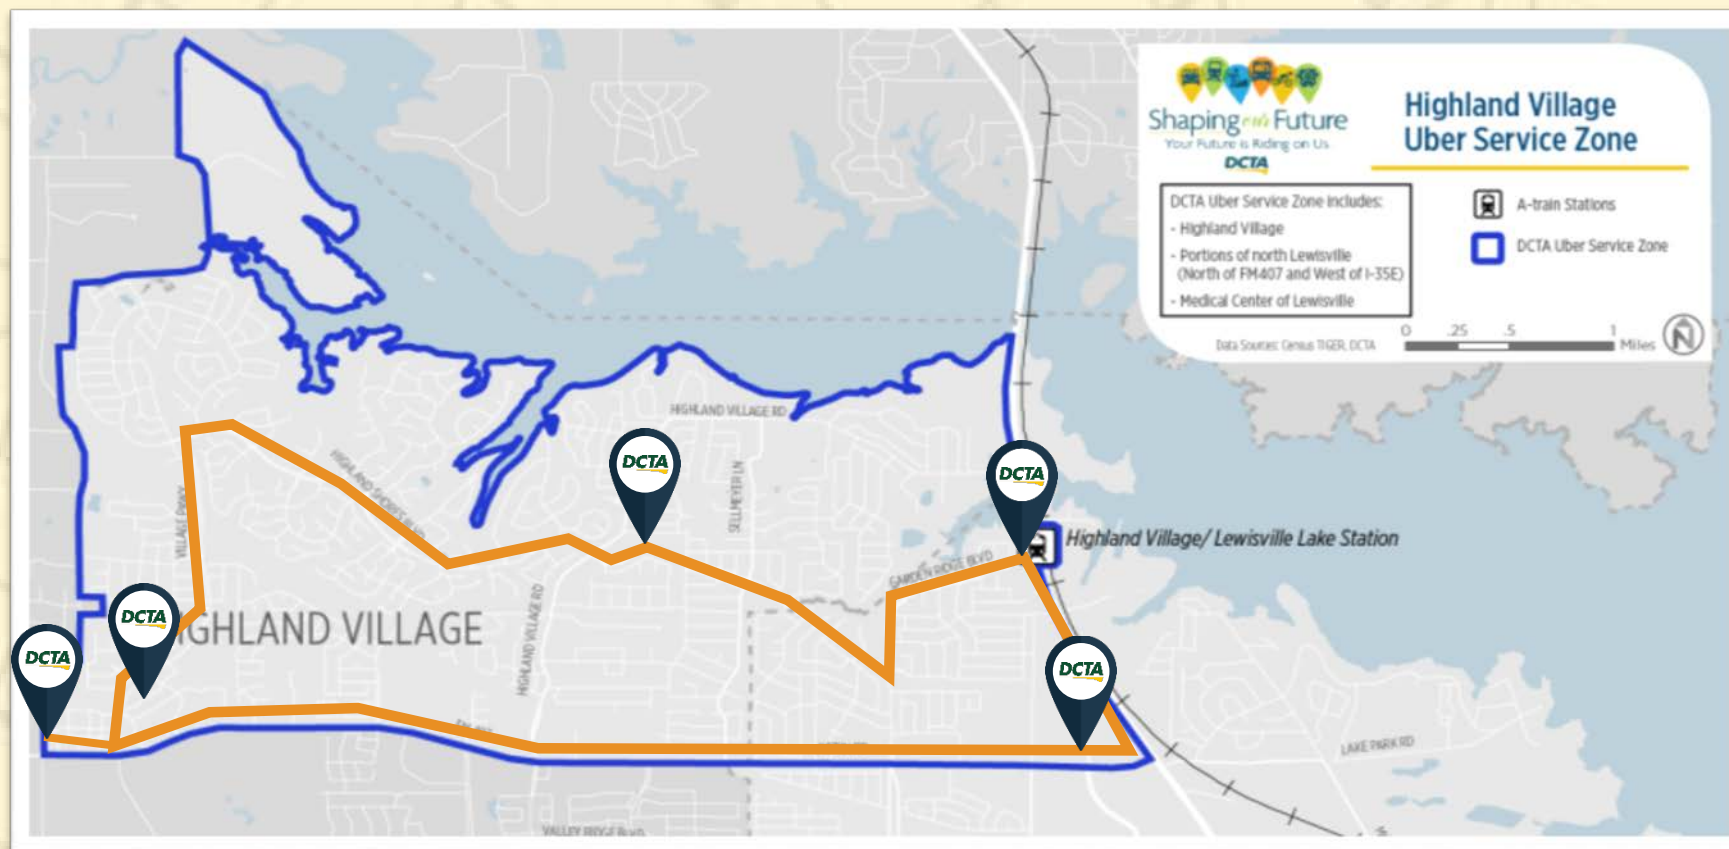 Shaping our Future
Your Future is Riding on Us
DCTA
Highland Village
Uber Service Zone
DCTA Uber Service Zone Includes:
- Highland Village
- Portions of north Lewisville
(North of FM407 and West of I-35E)
- Medical Center of Lewisville
A-train Stations
DCTA Uber Service Zone
0 .25 .5 1
Miles
N
Data Sources: Census TIGER, DCTA
HIGHLAND VILLAGE RD
DCTA
DCTA
HIGHLAND SHORES BLVD
SELLMEYER LN
VILLAGE PKWY
Highland Village/ Lewisville Lake Station
GARDEN RIDGE BLVD
DCTA
HIGHLAND VILLAGE
HIGHLAND VILLAGE RD
DCTA
DCTA
LAKE PARK RD
VALLEY RIDGE BLVD